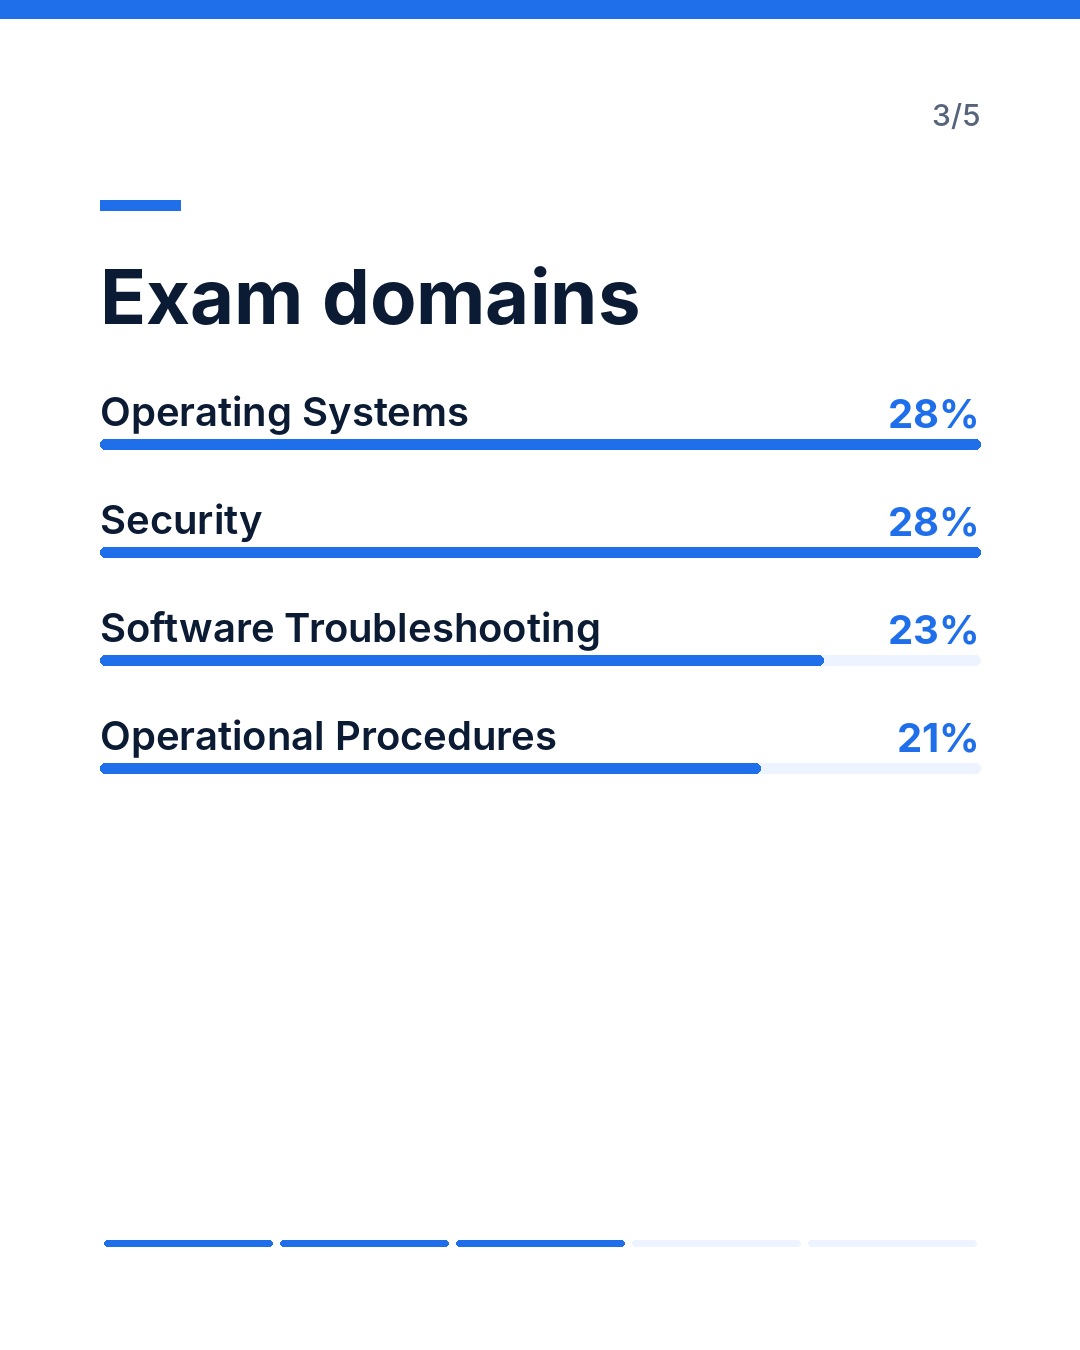 3/5
Exam domains
Operating Systems 28%
Security 28%
Software Troubleshooting 23%
Operational Procedures 21%